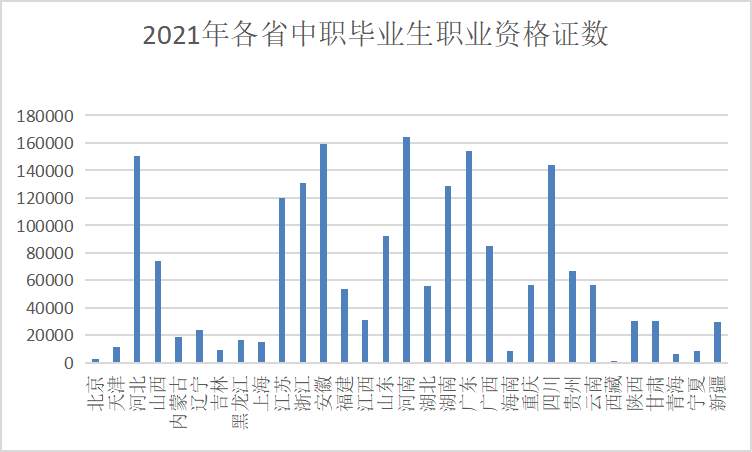 2021年各省中职毕业生职业资格证数
180000
160000
140000
120000
100000
80000
60000
40000
20000
0
北京
天津
河北
山西
内蒙古
辽宁
吉林
黑龙江
上海
江苏
浙江
安徽
福建
江西
山东
河南
湖北
湖南
广东
广西
海南
重庆
四川
贵州
云南
西藏
陕西
甘肃
青海
宁夏
新疆